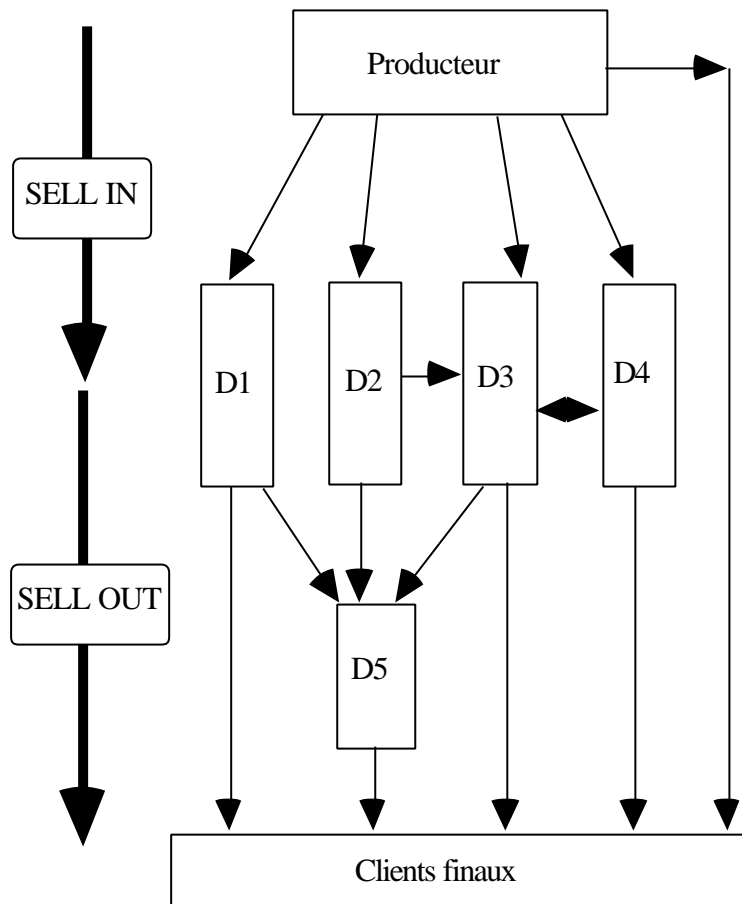 Producteur
SELL IN
D1
D2
D3
D4
SELL OUT
D5
Clients finaux